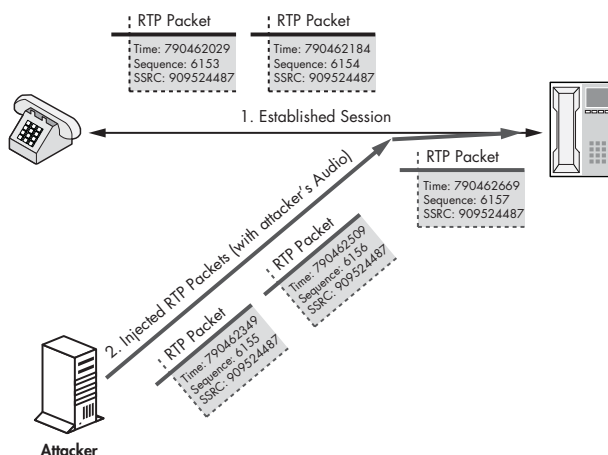 RTP Packet
Time: 790462029
Sequence: 6153
SSRC: 909524487
RTP Packet
Time: 790462184
Sequence: 6154
SSRC: 909524487
1. Established Session
RTP Packet
Time: 790462669
Sequence: 6157
SSRC: 909524487
2. Injected RTP Packets (with attacker's Audio)
RTP Packet
Time: 790462509
Sequence: 6156
SSRC: 909524487
RTP Packet
Time: 790462349
Sequence: 6155
SSRC: 909524487
Attacker